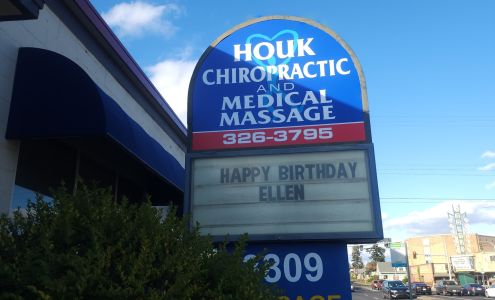 HOUK
CHIROPRACTIC
AND
MEDICAL
MASSAGE
326-3795
HAPPY BIRTHDAY
ELLEN
309